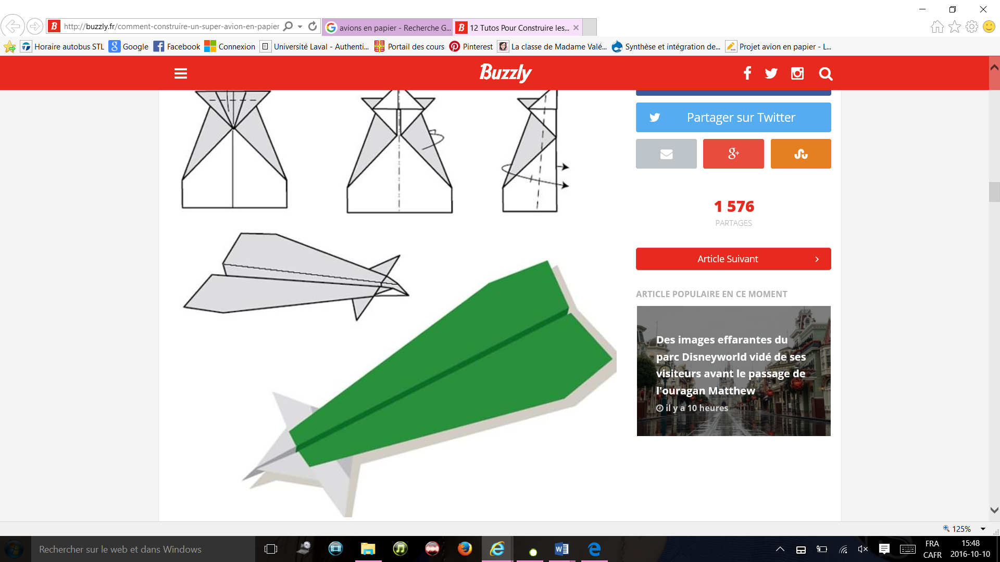 http://buzzly.fr/comment-construire-un-super-avion-en-papier
avions en papier - Recherche G...
12 Tutos Pour Construire les...
Horaire autobus STL
Google
Facebook
Connexion
Université Laval - Authenti...
Portail des cours
Pinterest
La classe de Madame Valé...
Synthèse et intégration de...
Projet avion en papier - L...
Buzzly
Partager sur Twitter
1 576
PARTAGES
Article Suivant
ARTICLE POPULAIRE EN CE MOMENT
Des images effarantes du
parc Disneyworld vidé de ses
visiteurs avant le passage de
l'ouragan Matthew
il y a 10 heures
125%
Rechercher sur le web et dans Windows
FRA
CAFR
15:48
2016-10-10